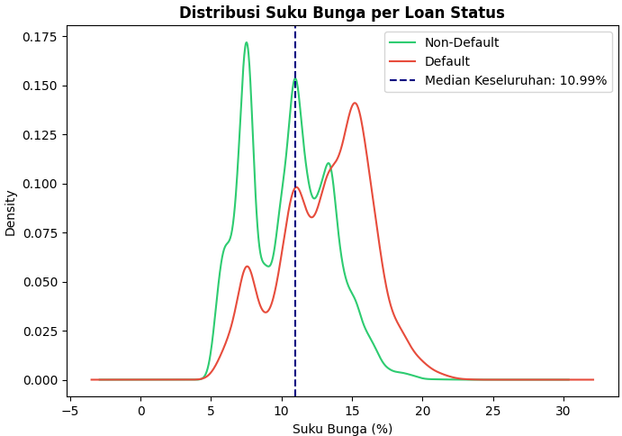 Distribusi Suku Bunga per Loan Status
0.175
0.150
0.125
0.100
0.075
0.050
0.025
0.000
Density
Non-Default
Default
Median Keseluruhan: 10.99%
−5
0
5
10
15
20
25
30
Suku Bunga (%)